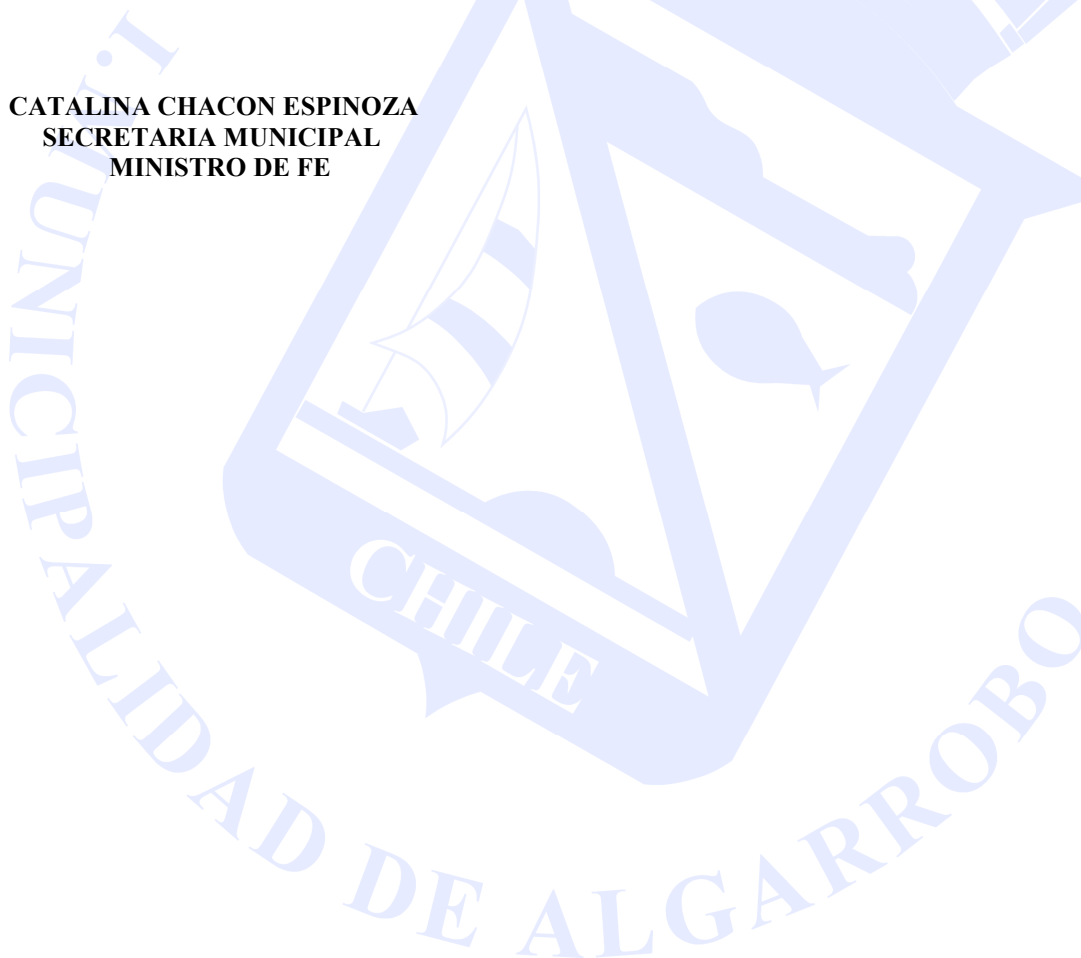 CATALINA CHACON ESPINOZA
SECRETARIA MUNICIPAL
MINISTRO DE FE
I. MUNICIPALIDAD DE ALGARROBO
CHILE